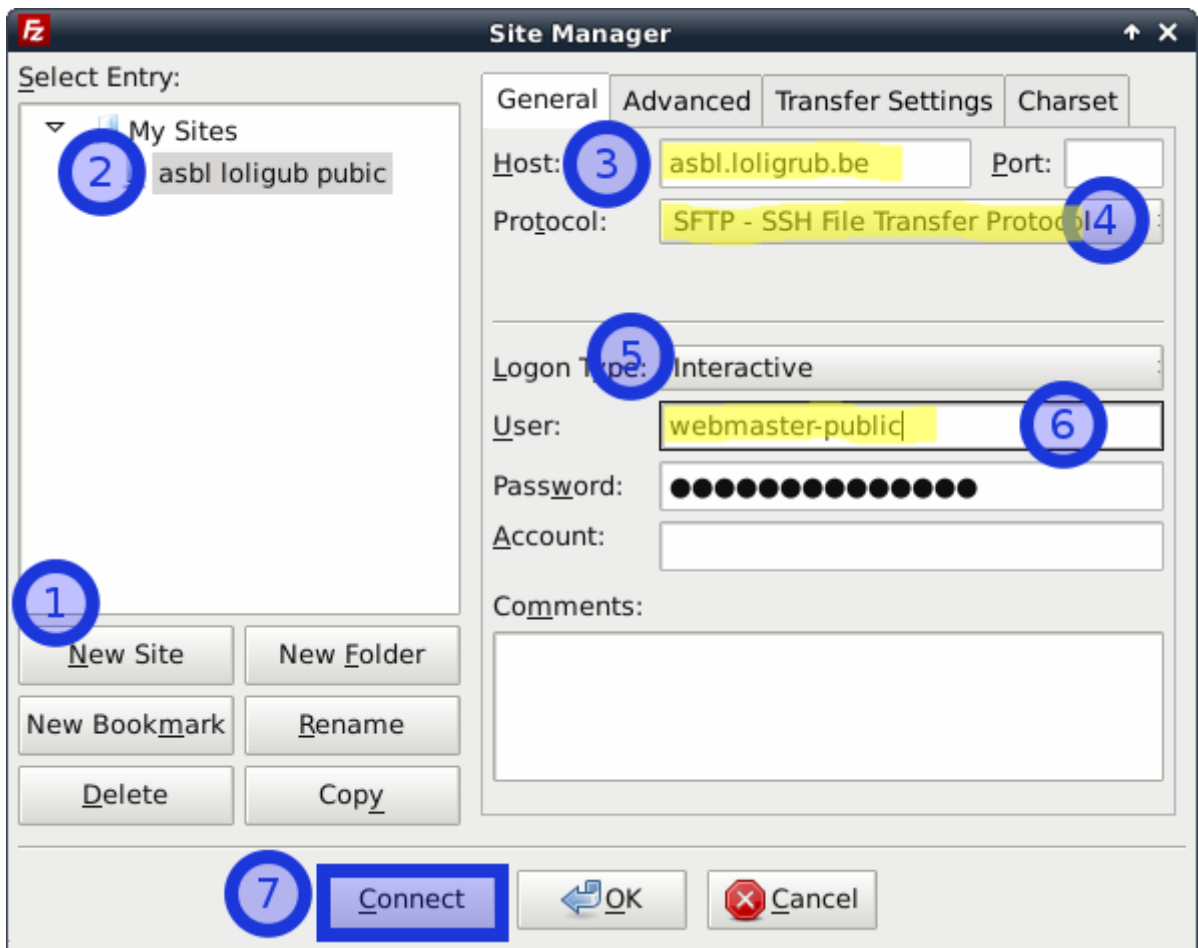 Fz
Site Manager
Select Entry:
My Sites
2
asbl loligub pubic
1
New Site
New Folder
New Bookmark
Rename
Delete
Copy
General
Advanced
Transfer Settings
Charset
Host:
3
asbl.loligrub.be
Port:
Protocol:
SFTP - SSH File Transfer Protocol
4
Logon Type:
5
Interactive
User:
webmaster-public
6
Password:
Account:
Comments:
7
Connect
OK
Cancel